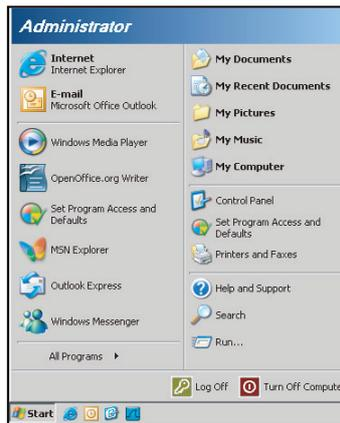 Administrator
Internet
Internet Explorer
E-mail
Microsoft Office Outlook
Windows Media Player
OpenOffice.org Writer
Set Program Access and
Defaults
MSN Explorer
Outlook Express
Windows Messenger
All Programs
My Documents
My Recent Documents
My Pictures
My Music
My Computer
Control Panel
Set Program Access and
Defaults
Printers and Faxes
Help and Support
Search
Run...
Log Off
Turn Off Compute
Start